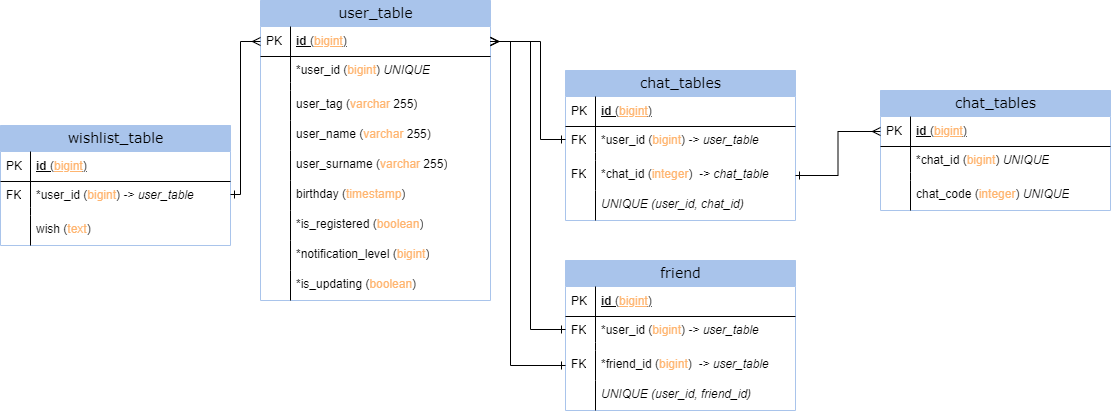 user_table
PK id (bigint)
*user_id (bigint) UNIQUE
user_tag (varchar 255)
user_name (varchar 255)
user_surname (varchar 255)
birthday (timestamp)
*is_registered (boolean)
*notification_level (bigint)
*is_updating (boolean)
wishlist_table
PK id (bigint)
FK *user_id (bigint) -> user_table
wish (text)
chat_tables
PK id (bigint)
FK *user_id (bigint) -> user_table
FK *chat_id (integer) -> chat_table
UNIQUE (user_id, chat_id)
chat_tables
PK id (bigint)
*chat_id (bigint) UNIQUE
chat_code (integer) UNIQUE
friend
PK id (bigint)
FK *user_id (bigint) -> user_table
FK *friend_id (bigint) -> user_table
UNIQUE (user_id, friend_id)